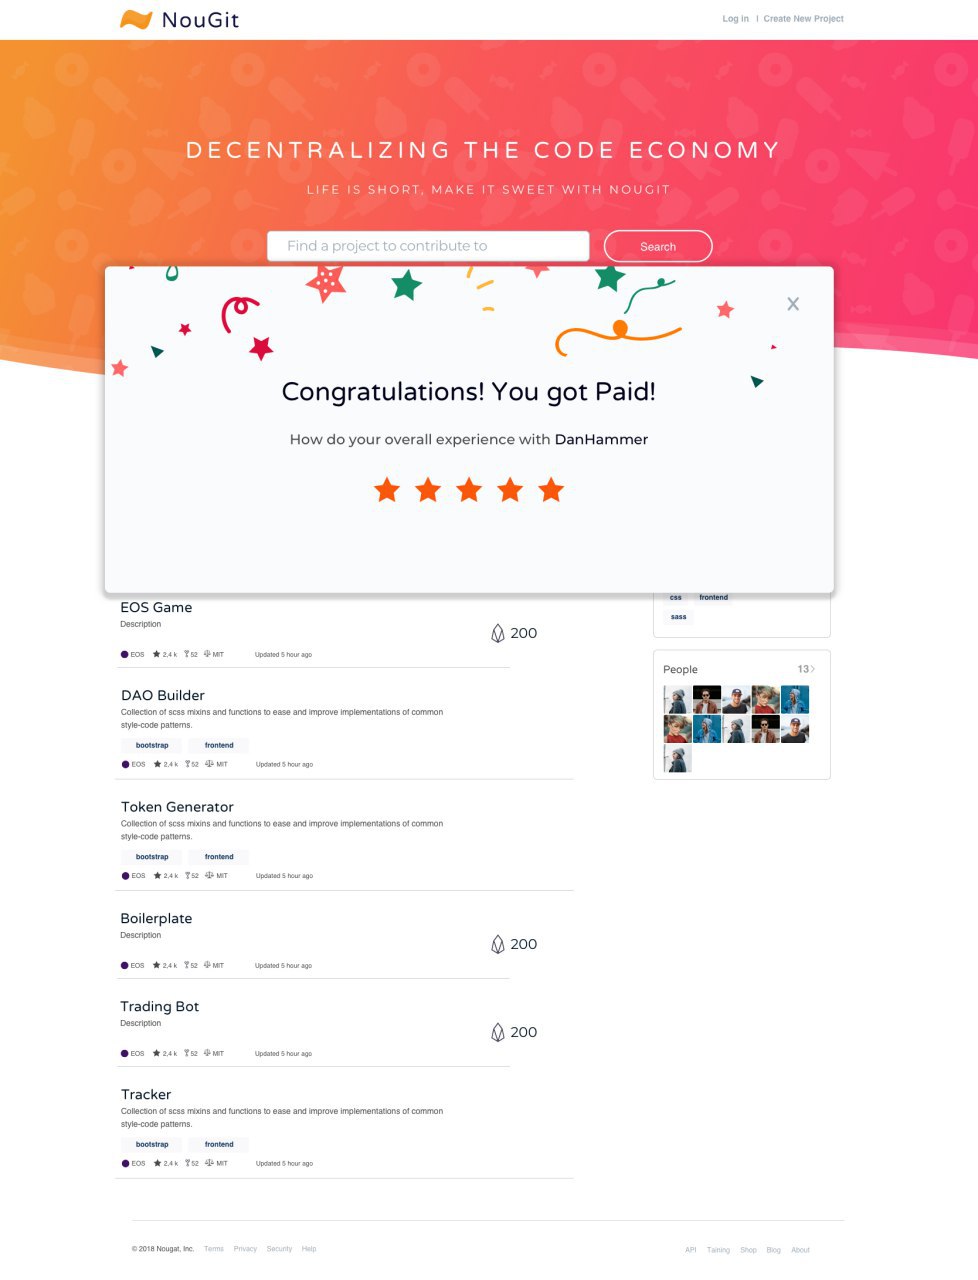 NouGit
Log in | Create New Project
DECENTRALIZING THE CODE ECONOMY
LIFE IS SHORT, MAKE IT SWEET WITH NOUGIT
Find a project to contribute to
Search
X
Congratulations! You got Paid!
How do your overall experience with DanHammer
css frontend
sass
People 13
EOS Game
Description
200
EOS 2,4 k 52 MIT Updated 5 hour ago
DAO Builder
Collection of scss mixins and functions to ease and improve implementations of common
style-code patterns.
bootstrap frontend
EOS 2,4 k 52 MIT Updated 5 hour ago
Token Generator
Collection of scss mixins and functions to ease and improve implementations of common
style-code patterns.
bootstrap frontend
EOS 2,4 k 52 MIT Updated 5 hour ago
Boilerplate
Description
200
EOS 2,4 k 52 MIT Updated 5 hour ago
Trading Bot
Description
200
EOS 2,4 k 52 MIT Updated 5 hour ago
Tracker
Collection of scss mixins and functions to ease and improve implementations of common
style-code patterns.
bootstrap frontend
EOS 2,4 k 52 MIT Updated 5 hour ago
© 2018 Nougat, Inc. Terms Privacy Security Help
API Taining Shop Blog About